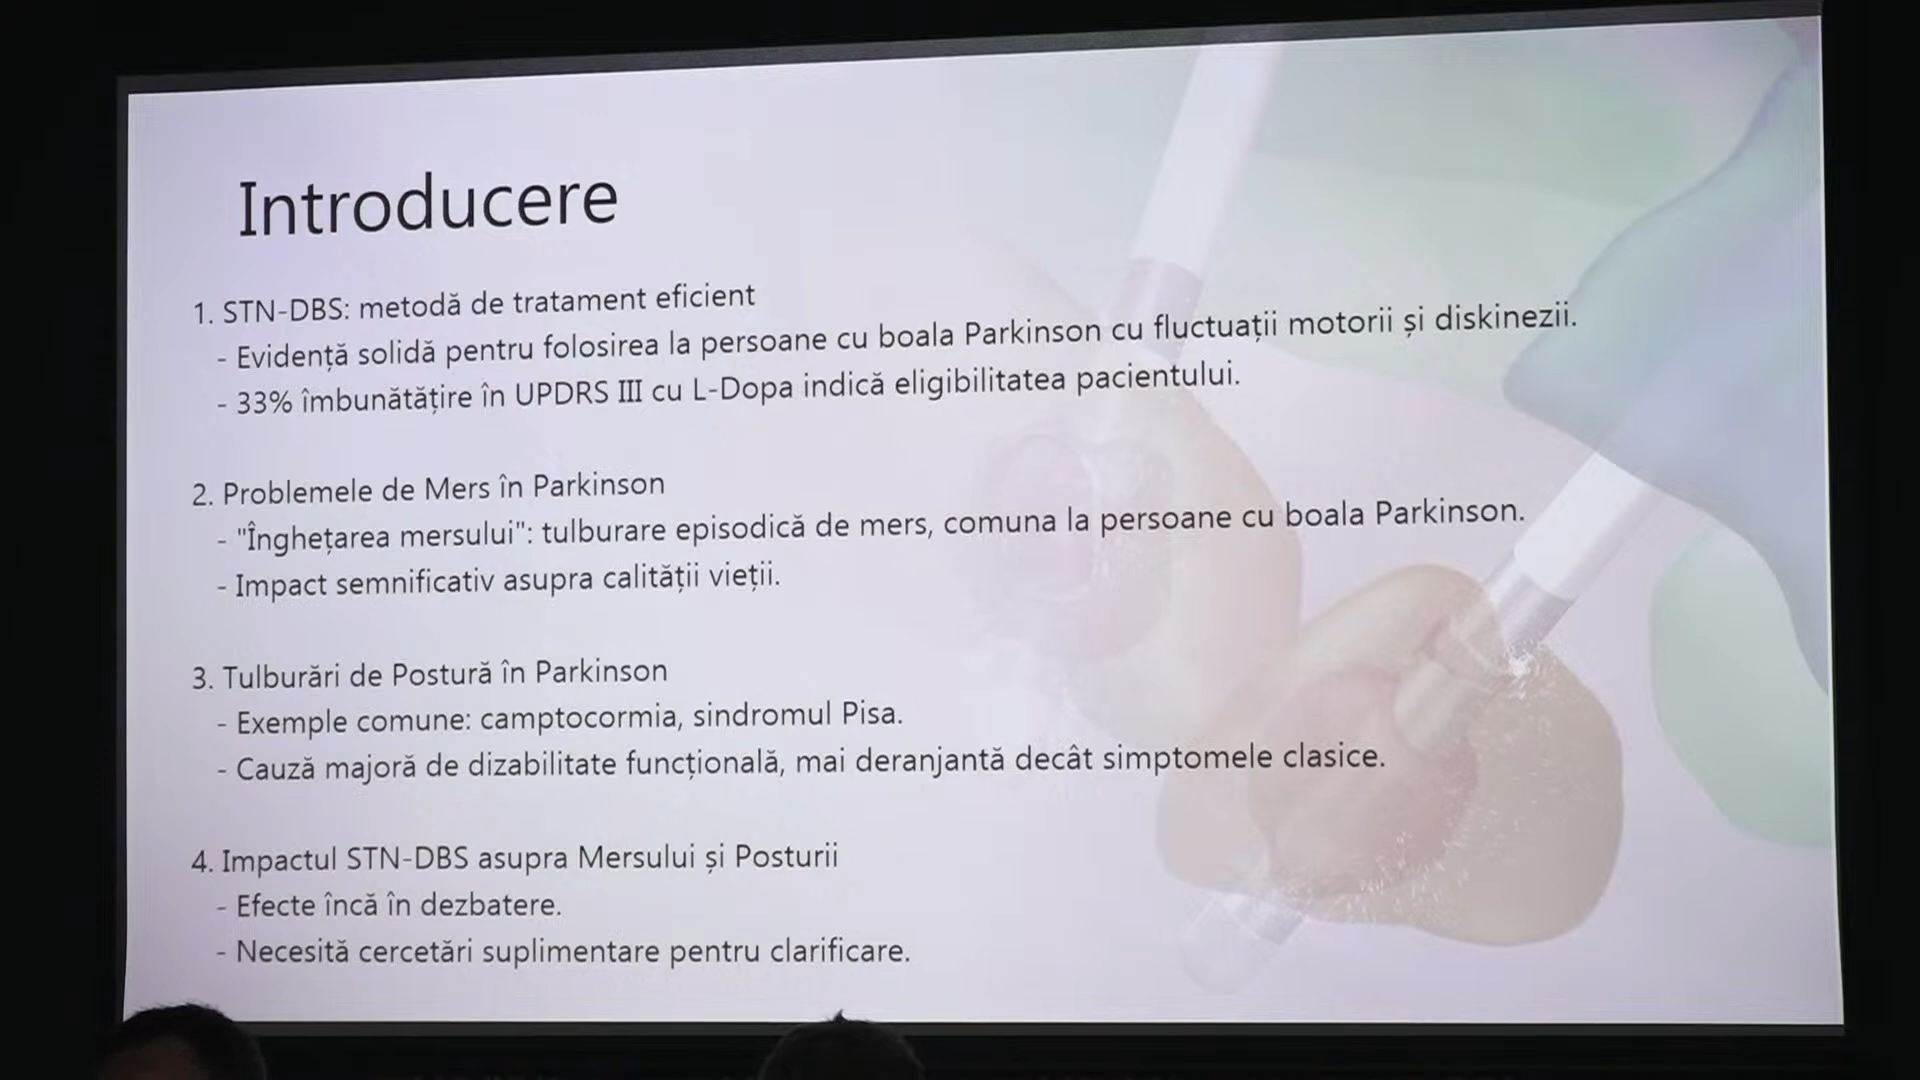 Introducere
1. STN-DBS: metodă de tratament eficient
- Evidență solidă pentru folosirea la persoane cu boala Parkinson cu fluctuații motorii și diskinezii.
- 33% îmbunătățire în UPDRS III cu L-Dopa indică eligibilitatea pacientului.
2. Problemele de Mers în Parkinson
- "Înghețarea mersului": tulburare episodică de mers, comuna la persoane cu boala Parkinson.
- Impact semnificativ asupra calității vieții.
3. Tulburări de Postură în Parkinson
- Exemple comune: camptocormia, sindromul Pisa.
- Cauză majoră de dizabilitate funcțională, mai deranjantă decât simptomele clasice.
4. Impactul STN-DBS asupra Mersului și Posturii
- Efecte încă în dezbatere.
- Necesită cercetări suplimentare pentru clarificare.